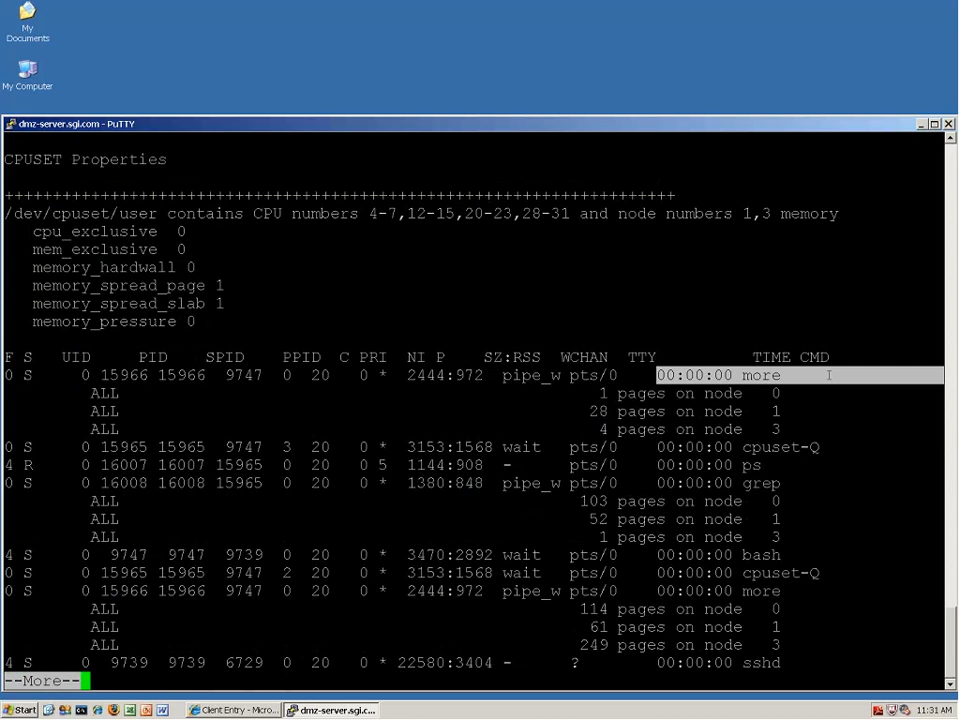 My
Documents
My Computer
dmz-server.sgi.com - PuTTY
CPUSET Properties
++++++++++++++++++++++++++++++++++++++++++++++++++++++++++++++++++++++
/dev/cpuset/user contains CPU numbers 4-7,12-15,20-23,28-31 and node numbers 1,3 memory
cpu_exclusive 0
mem_exclusive 0
memory_hardwall 0
memory_spread_page 1
memory_spread_slab 1
memory_pressure 0
F S UID PID SPID PPID C PRI NI P SZ:RSS WCHAN TTY TIME CMD
0 S 0 15966 15966 9747 0 20 0 * 2444:972 pipe_w pts/0 00:00:00 more
ALL 1 pages on node 0
ALL 28 pages on node 1
ALL 4 pages on node 3
0 S 0 15965 15965 9747 3 20 0 * 3153:1568 wait pts/0 00:00:00 cpuset-Q
4 R 0 16007 16007 15965 0 20 0 5 1144:908 - pts/0 00:00:00 ps
0 S 0 16008 16008 15965 0 20 0 * 1380:848 pipe_w pts/0 00:00:00 grep
ALL 103 pages on node 0
ALL 52 pages on node 1
ALL 1 pages on node 3
4 S 0 9747 9747 9739 0 20 0 * 3470:2892 wait pts/0 00:00:00 bash
0 S 0 15965 15965 9747 2 20 0 * 3153:1568 wait pts/0 00:00:00 cpuset-Q
0 S 0 15966 15966 9747 0 20 0 * 2444:972 pipe_w pts/0 00:00:00 more
ALL 114 pages on node 0
ALL 61 pages on node 1
ALL 249 pages on node 3
4 S 0 9739 9739 6729 0 20 0 * 22580:3404 - ? 00:00:00 sshd
--More--
Start Client Entry - Micro... dmz-server.sgi.c... 11:31 AM